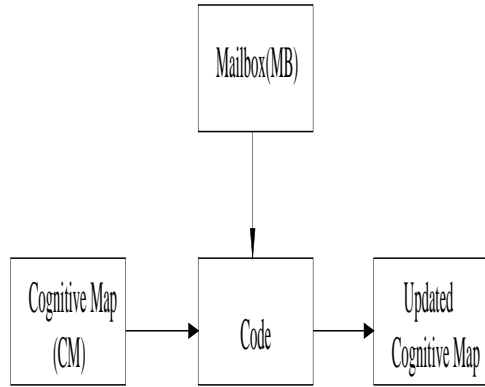 Mailbox(MB)
Cognitive Map
(CM)
Code
Updated
Cognitive Map